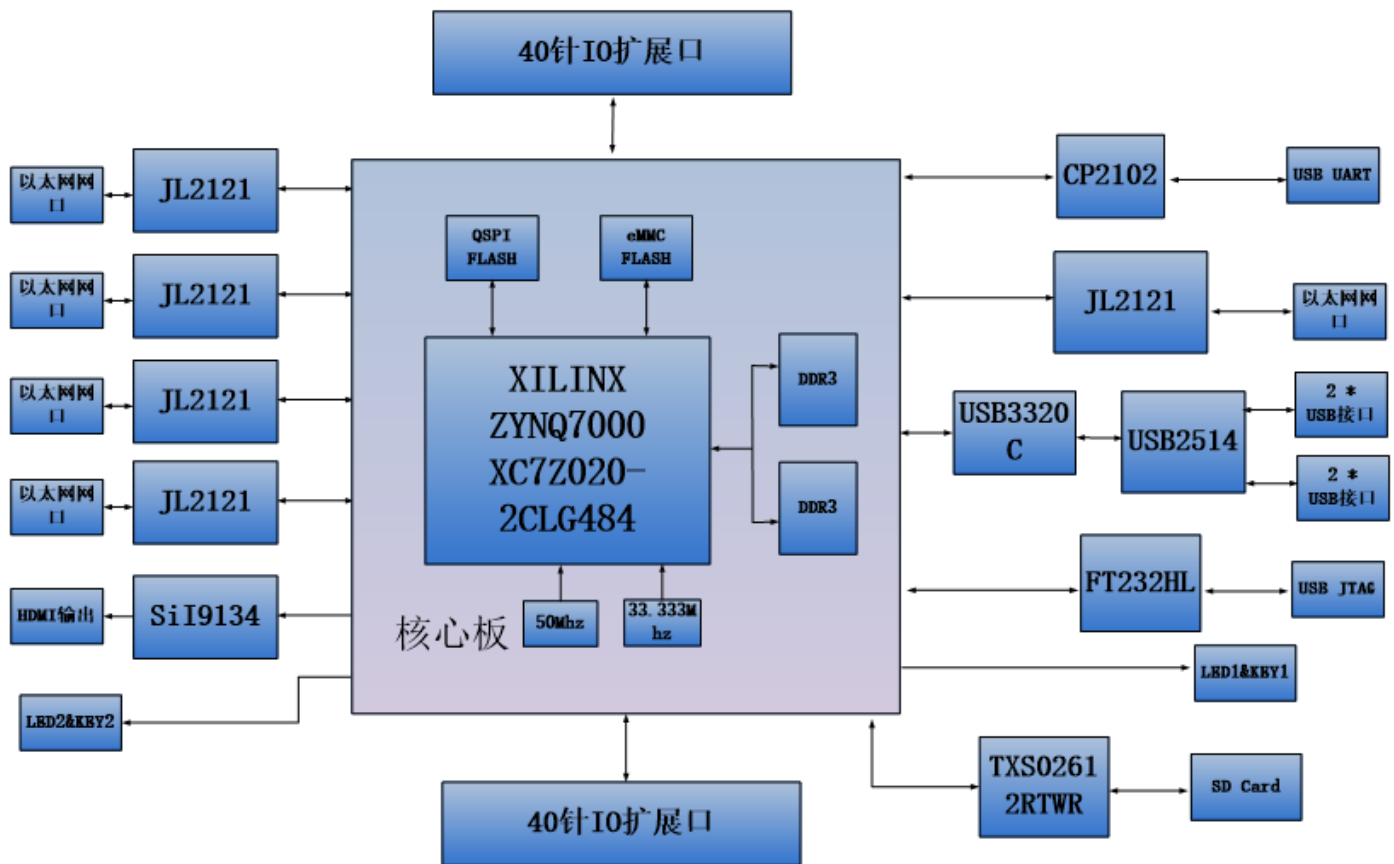 40针IO扩展口
以太网网
口
JL2121
CP2102
USB UART
QSPI
FLASH
eMMC
FLASH
以太网网
口
JL2121
JL2121
以太网网
口
XILINX
ZYNQ7000
XC7Z020-
2CLG484
DDR3
DDR3
以太网网
口
JL2121
USB3320
C
USB2514
2 *
USB接口
2 *
USB接口
以太网网
口
JL2121
FT232HL
USB JTAG
HDMI输出
SiI9134
核心板
50Mhz
33.333M
hz
LED1&KEY1
LED2&KEY2
TXS0261
2RTWR
SD Card
40针IO扩展口